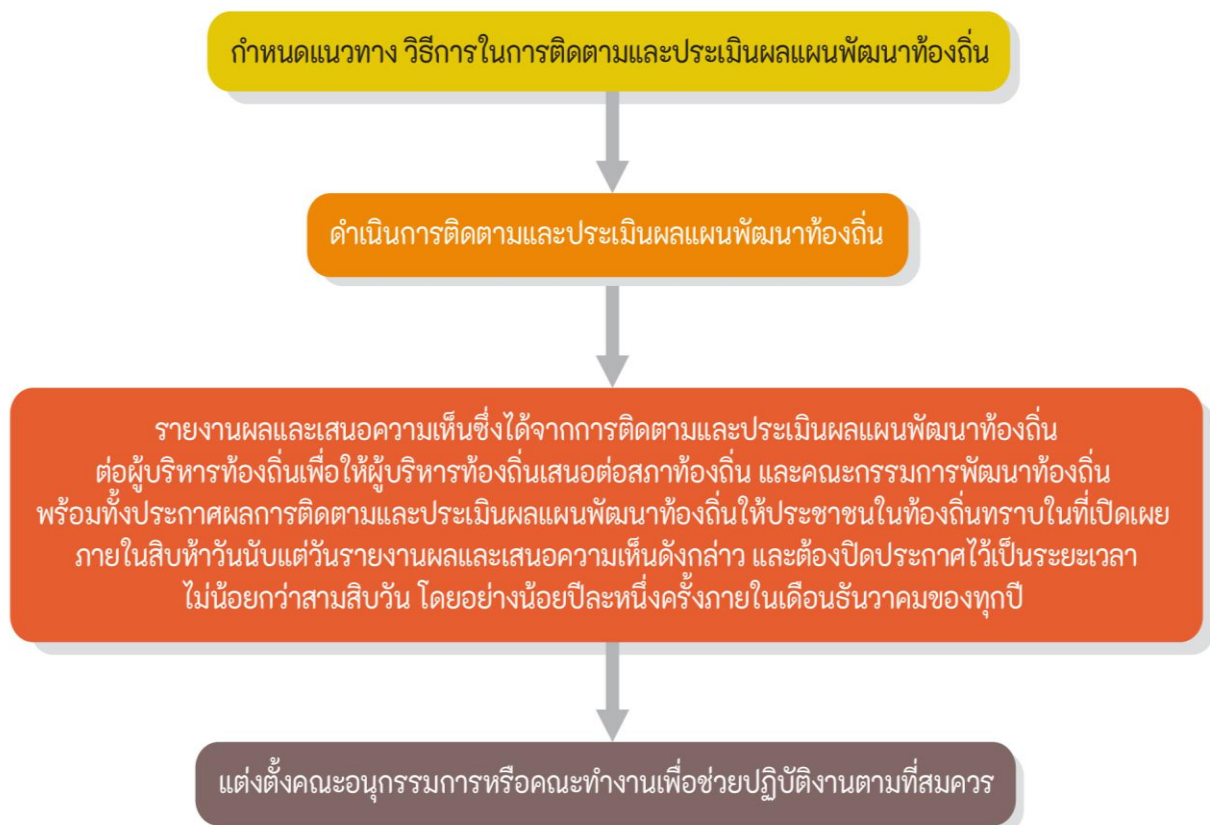 กำหนดแนวทาง วิธีการในการติดตามและประเมินผลแผนพัฒนาท้องถิ่น
ดำเนินการติดตามและประเมินผลแผนพัฒนาท้องถิ่น
รายงานผลและเสนอความเห็นซึ่งได้จากการติดตามและประเมินผลแผนพัฒนาท้องถิ่น
ต่อผู้บริหารท้องถิ่นเพื่อให้ผู้บริหารท้องถิ่นเสนอต่อสภาท้องถิ่น และคณะกรรมการพัฒนาท้องถิ่น
พร้อมทั้งประกาศผลการติดตามและประเมินผลแผนพัฒนาท้องถิ่นให้ประชาชนในท้องถิ่นทราบในที่เปิดเผย
ภายในสิบห้าวันนับแต่วันรายงานผลและเสนอความเห็นดังกล่าว และต้องปิดประกาศไว้เป็นระยะเวลา
ไม่น้อยกว่าสามสิบวัน โดยอย่างน้อยปีละหนึ่งครั้งภายในเดือนธันวาคมของทุกปี
แต่งตั้งคณะอนุกรรมการหรือคณะทำงานเพื่อช่วยปฏิบัติงานตามที่สมควร